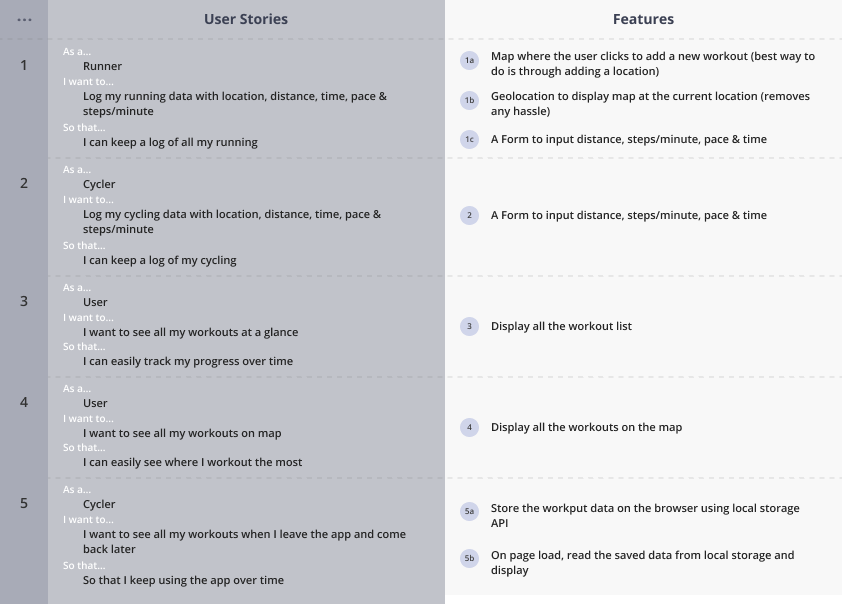 ... User Stories Features
1
As a...
Runner
I want to...
Log my running data with location, distance, time, pace &
steps/minute
So that...
I can keep a log of all my running
1a Map where the user clicks to add a new workout (best way to
do is through adding a location)
1b Geolocation to display map at the current location (removes
any hassle)
1c A Form to input distance, steps/minute, pace & time
2
As a...
Cycler
I want to...
Log my cycling data with location, distance, time, pace &
steps/minute
So that...
I can keep a log of my cycling
2 A Form to input distance, steps/minute, pace & time
3
As a...
User
I want to...
I want to see all my workouts at a glance
So that...
I can easily track my progress over time
3 Display all the workout list
4
As a...
User
I want to...
I want to see all my workouts on map
So that...
I can easily see where I workout the most
4 Display all the workouts on the map
5
As a...
Cycler
I want to...
I want to see all my workouts when I leave the app and come
back later
So that...
So that I keep using the app over time
5a Store the workput data on the browser using local storage
API
5b On page load, read the saved data from local storage and
display